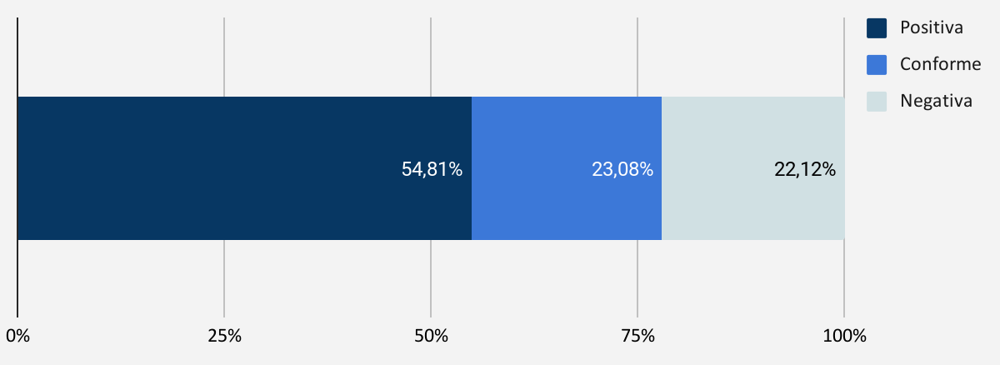 Positiva
Conforme
Negativa
54,81% 23,08% 22,12%
0% 25% 50% 75% 100%